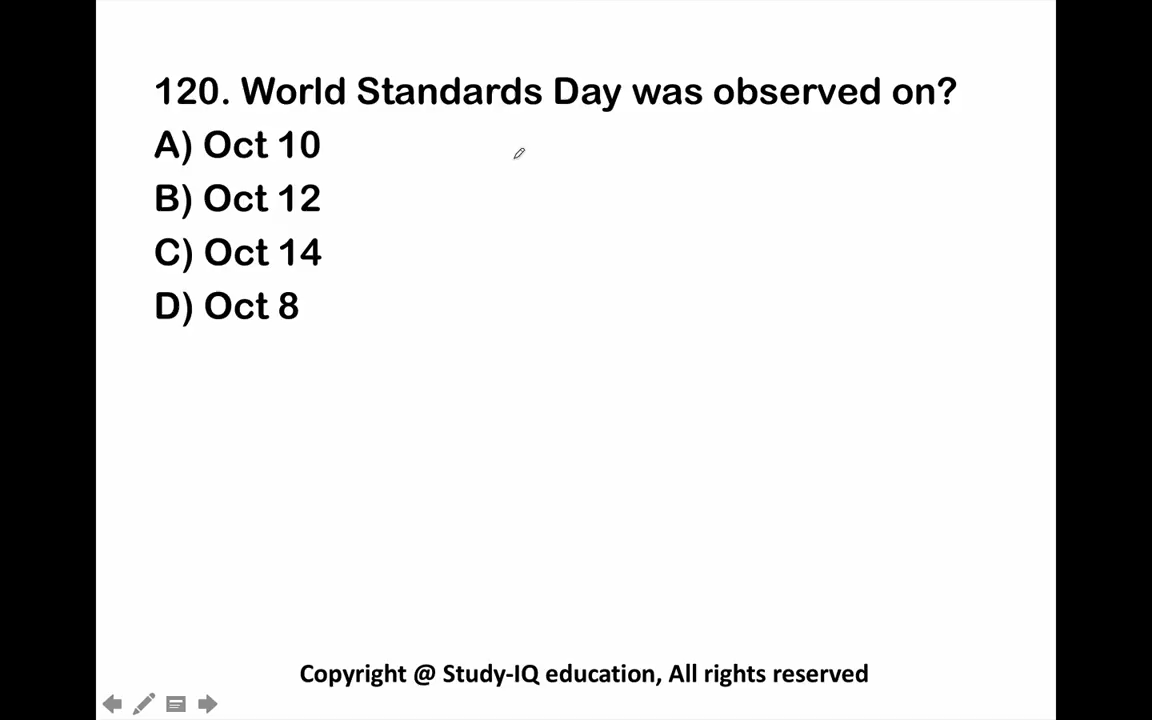 120. World Standards Day was observed on?
A) Oct 10
B) Oct 12
C) Oct 14
D) Oct 8
Copyright @ Study-IQ education, All rights reserved